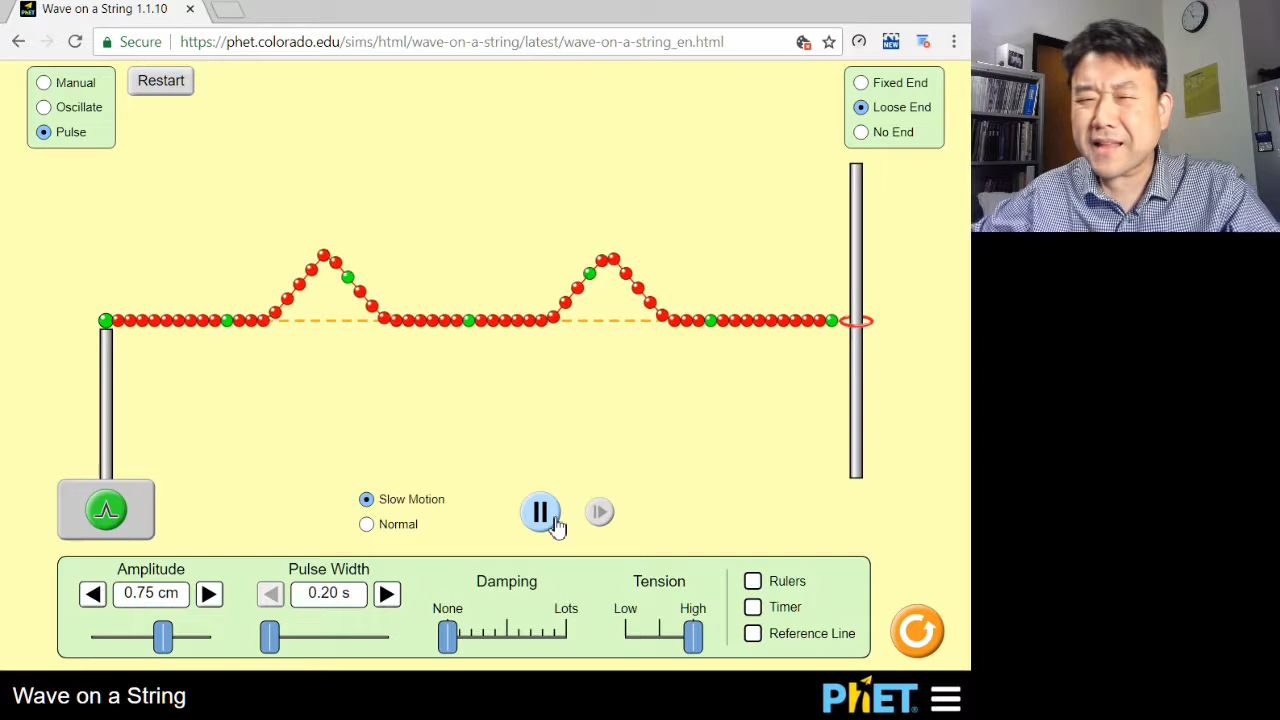 Wave on a String 1.1.10
Secure https://phet.colorado.edu/sims/html/wave-on-a-string/latest/wave-on-a-string_en.html
NEW
Manual
Oscillate
Pulse
Restart
Fixed End
Loose End
No End
Slow Motion
Normal
Amplitude
0.75 cm
Pulse Width
0.20 s
Damping
None Lots
Tension
Low High
Rulers
Timer
Reference Line
Wave on a String
PhET